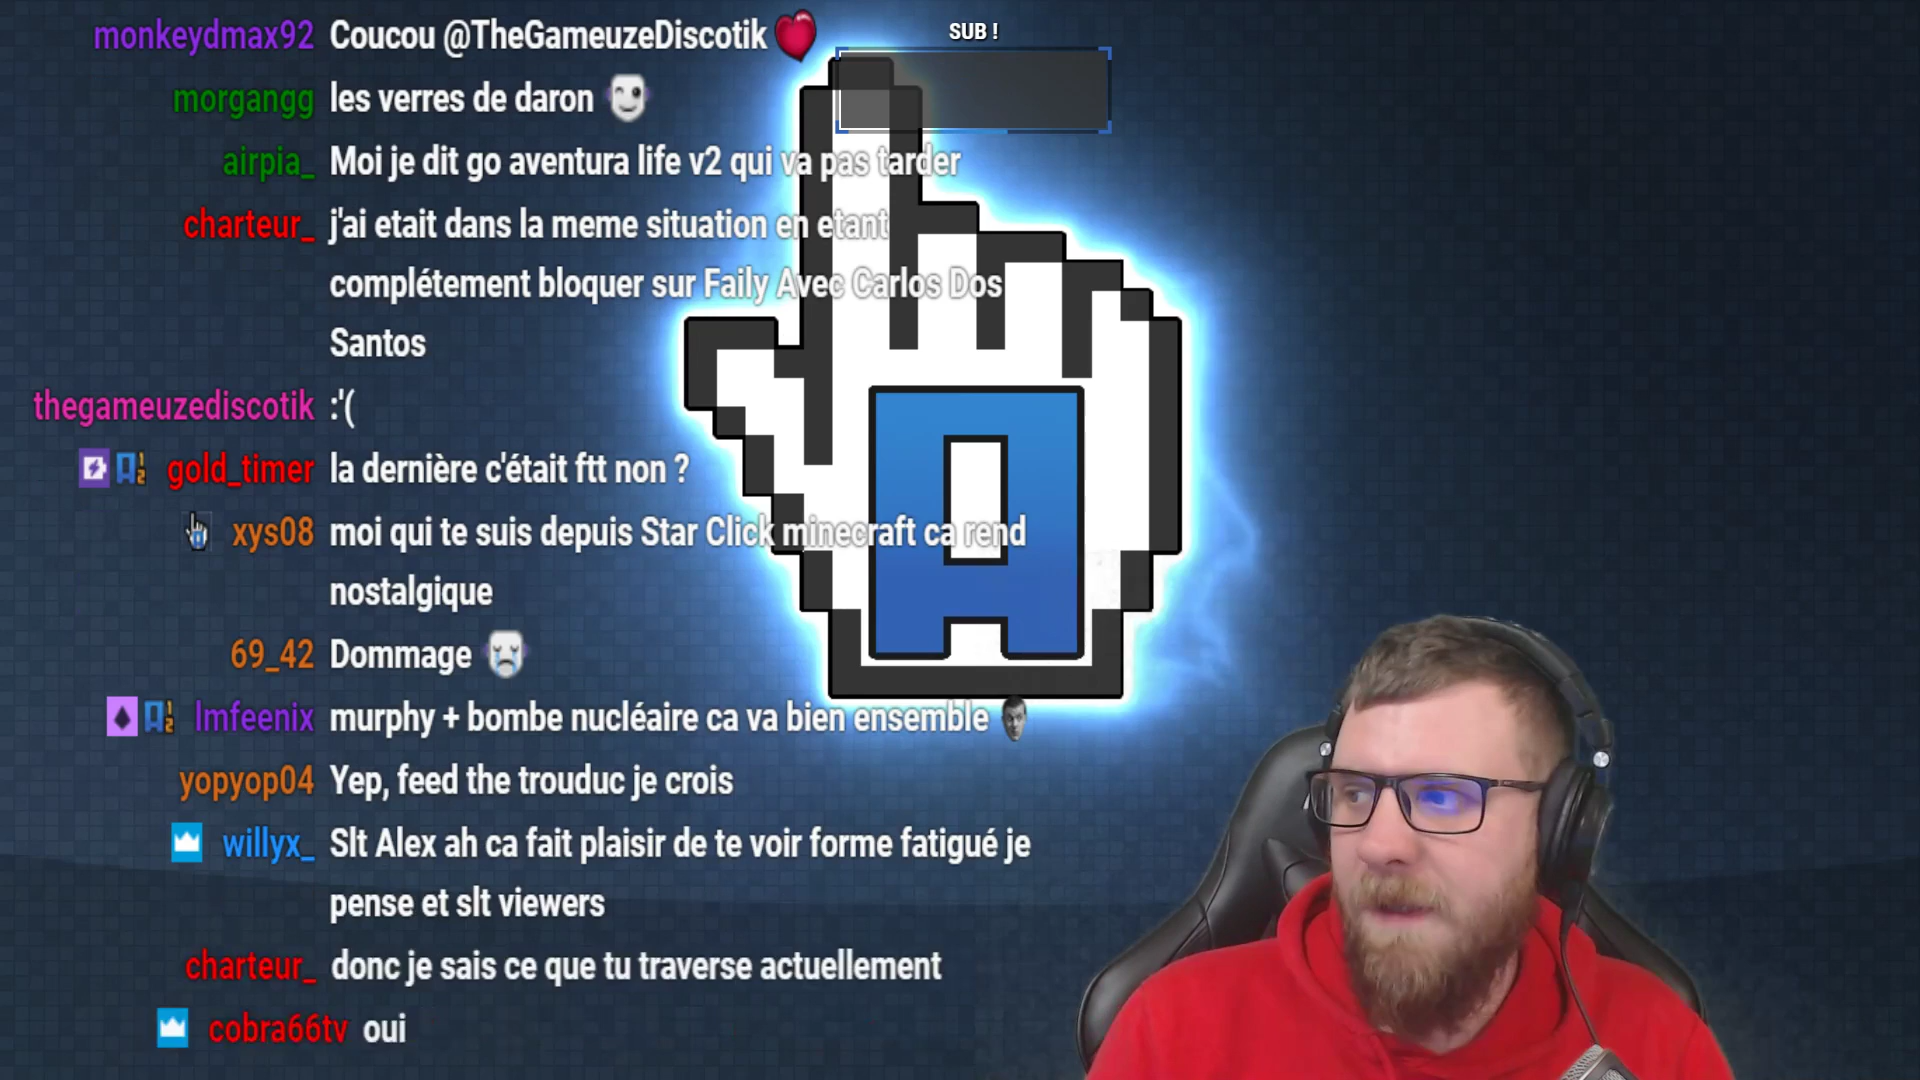 SUB !
monkeydmax92 Coucou @TheGameuzeDiscotik
morgangg les verres de daron
airpia_ Moi je dit go aventura life v2 qui va pas tarder
charteur_ j'ai etait dans la meme situation en etant
complétement bloquer sur Faily Avec Carlos Dos
Santos
thegameuzediscotik :'(
gold_timer la dernière c'était ftt non ?
xys08 moi qui te suis depuis Star Click minecraft ca rend
nostalgique
69_42 Dommage
lmfeenix murphy + bombe nucléaire ca va bien ensemble
yopyop04 Yep, feed the trouduc je crois
willyx_ Slt Alex ah ca fait plaisir de te voir forme fatigué je
pense et slt viewers
charteur_ donc je sais ce que tu traverse actuellement
cobra66tv oui
A